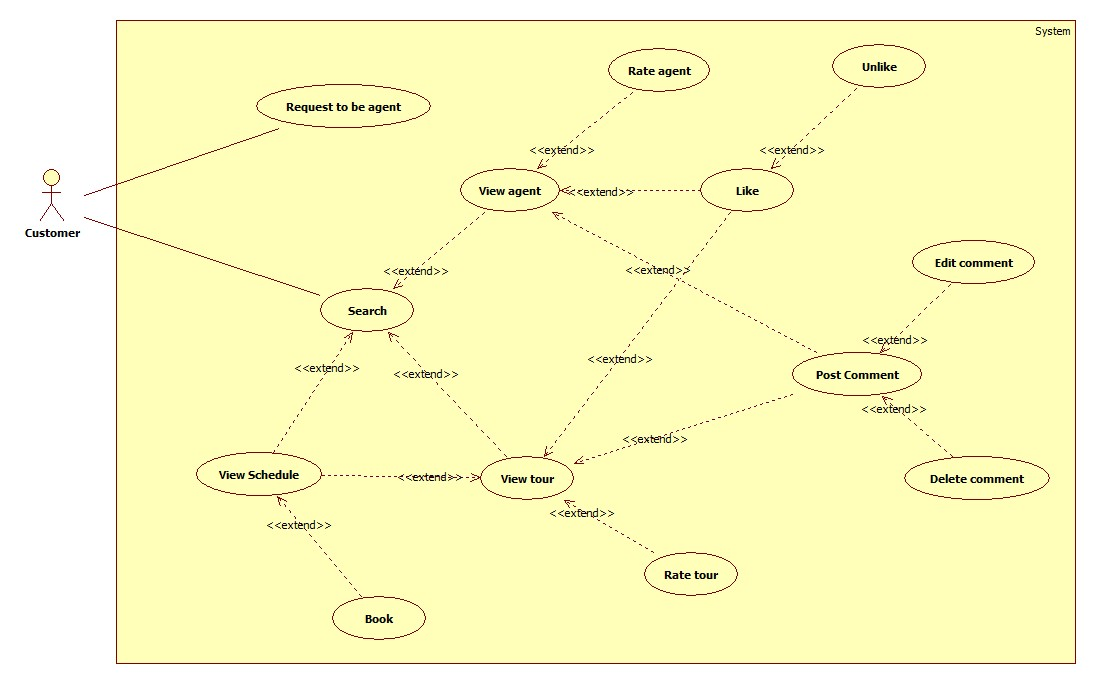 System
Rate agent
Unlike
Request to be agent
<<extend>>
<<extend>>
View agent
<<extend>>
Like
Customer
<<extend>>
<<extend>>
Edit comment
Search
<<extend>>
<<extend>>
<<extend>>
<<extend>>
Post Comment
<<extend>>
<<extend>>
View Schedule
<<extend>>
View tour
Delete comment
<<extend>>
<<extend>>
Rate tour
Book